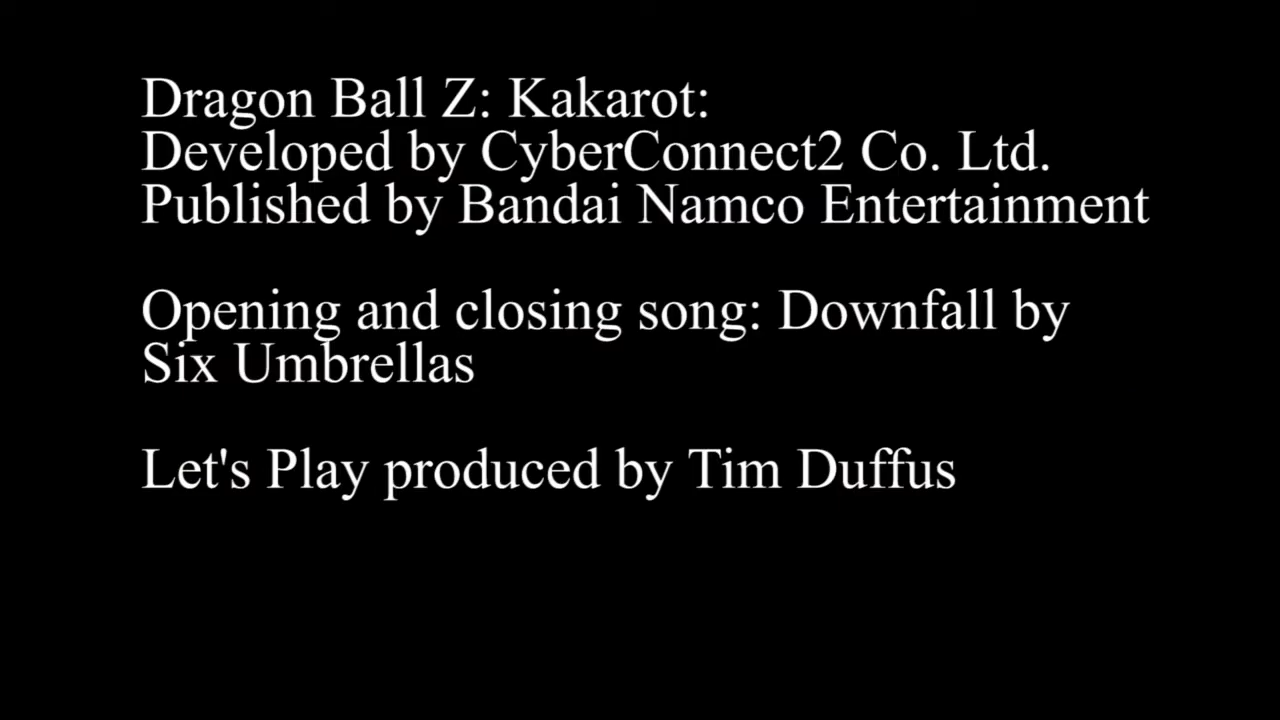 Dragon Ball Z: Kakarot:
Developed by CyberConnect2 Co. Ltd.
Published by Bandai Namco Entertainment
Opening and closing song: Downfall by
Six Umbrellas
Let's Play produced by Tim Duffus